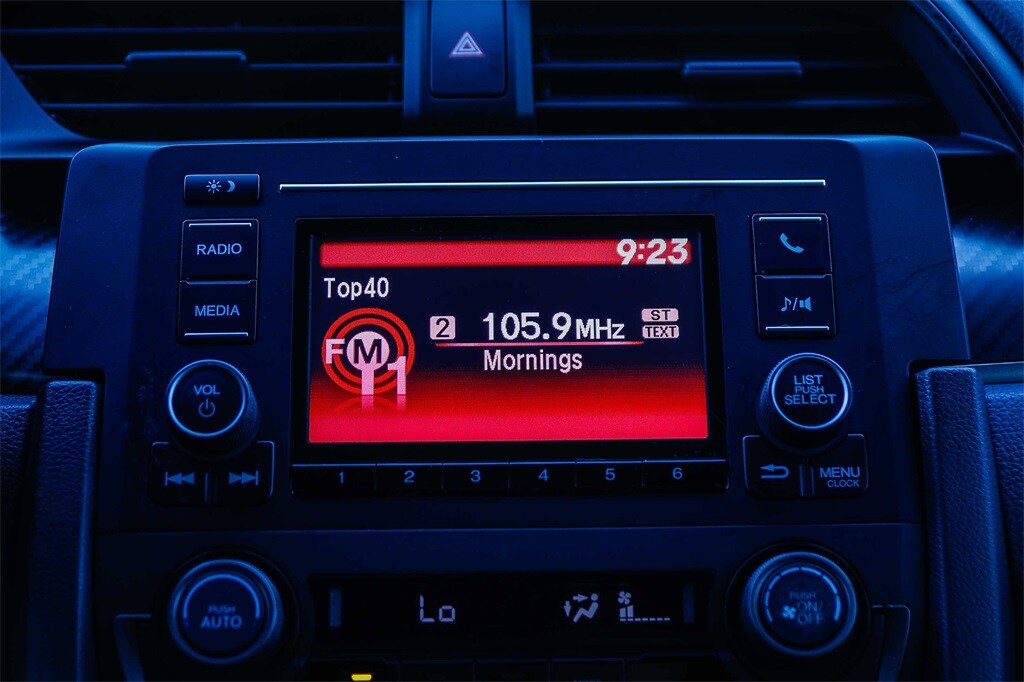 9:23
RADIO
Top40
MEDIA
FM1
2 105.9MHz ST
TEXT
Mornings
VOL
LIST
PUSH
SELECT
1 2 3 4 5 6
MENU
CLOCK
PUSH
AUTO
Lo
PUSH
ON/
OFF